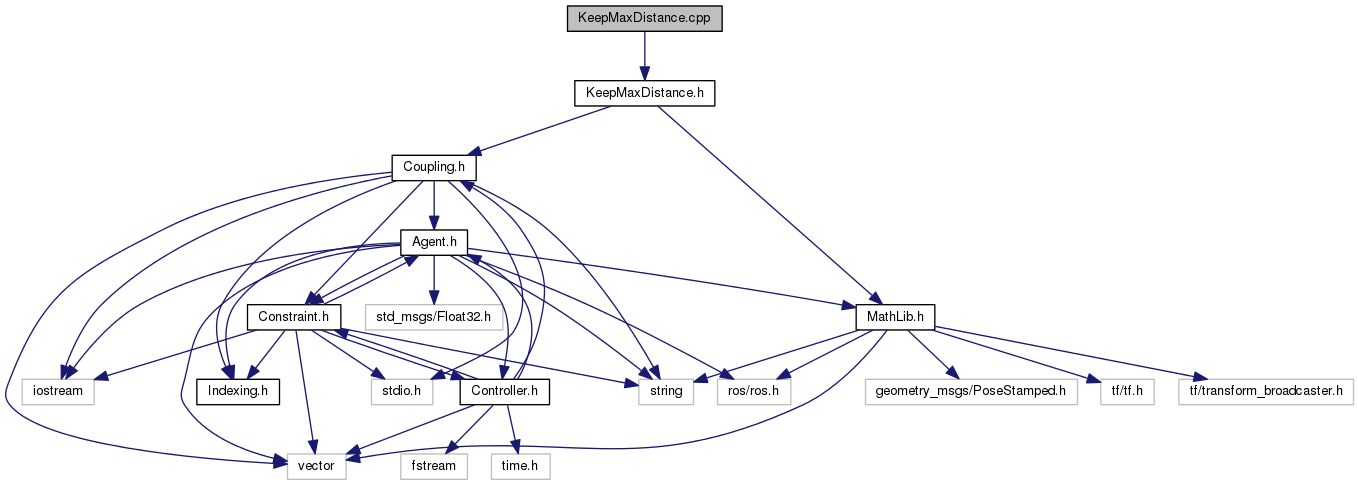 KeepMaxDistance.cpp
KeepMaxDistance.h
Coupling.h
Agent.h
Constraint.h
std_msgs/Float32.h
MathLib.h
iostream
Indexing.h
stdio.h
Controller.h
string
ros/ros.h
geometry_msgs/PoseStamped.h
tf/tf.h
tf/transform_broadcaster.h
vector
fstream
time.h